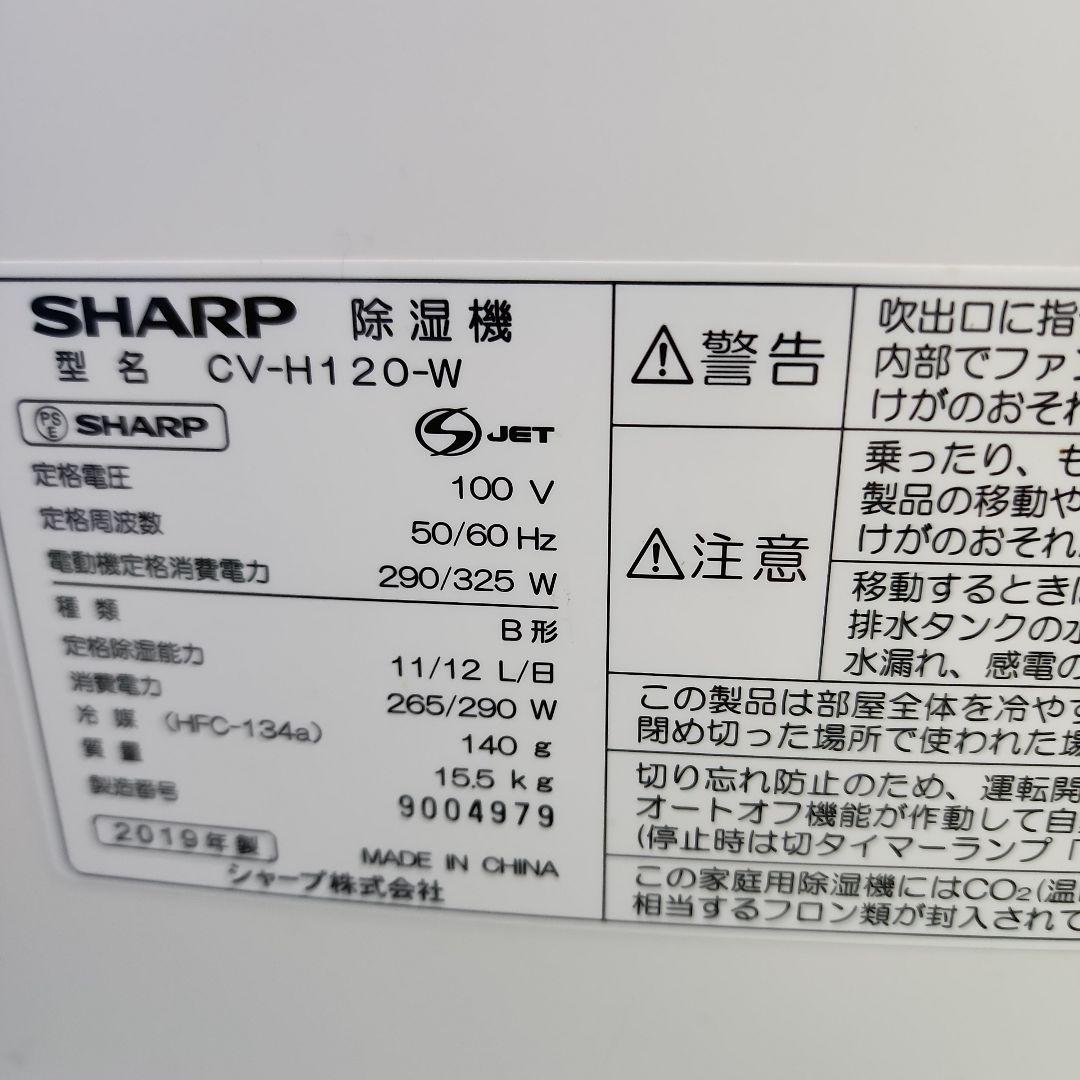 SHARP 除湿機
型名 CV-H120-W
PSE SHARP
S JET
定格電圧 100 V
定格周波数 50/60 Hz
電動機定格消費電力 290/325 W
種類 B形
定格除湿能力 11/12 L/日
消費電力 265/290 W
冷媒 (HFC-134a) 140 g
質量 15.5 kg
製造番号 9004979
2019年製
MADE IN CHINA
シャープ株式会社
警告
吹出口に指
内部でファン
けがのおそれ
注意
乗ったり、も
製品の移動や
けがのおそれ
移動するときに
排水タンクの水
水漏れ、感電の
この製品は部屋全体を冷やす
閉め切った場所で使われた場
切り忘れ防止のため、運転開
オートオフ機能が作動して自
(停止時は切タイマーランプ「
この家庭用除湿機にはCO₂(温
相当するフロン類が封入されて